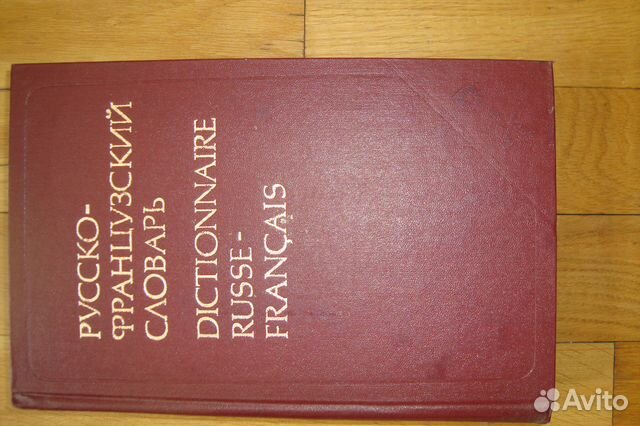 РУССКО-
ФРАНЦУЗСКИЙ
СЛОВАРЬ
DICTIONNAIRE
RUSSE-
FRANÇAIS
Avito